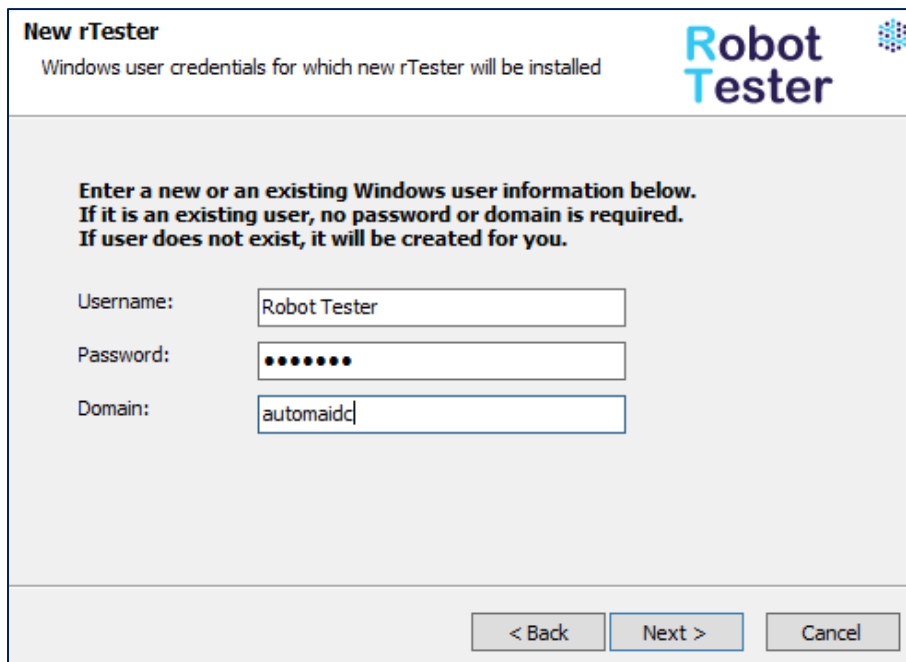 New rTester
Windows user credentials for which new rTester will be installed
Robot
Tester
Enter a new or an existing Windows user information below.
If it is an existing user, no password or domain is required.
If user does not exist, it will be created for you.
Username:
Robot Tester
Password:
●●●●●●●
Domain:
automaidc
< Back
Next >
Cancel